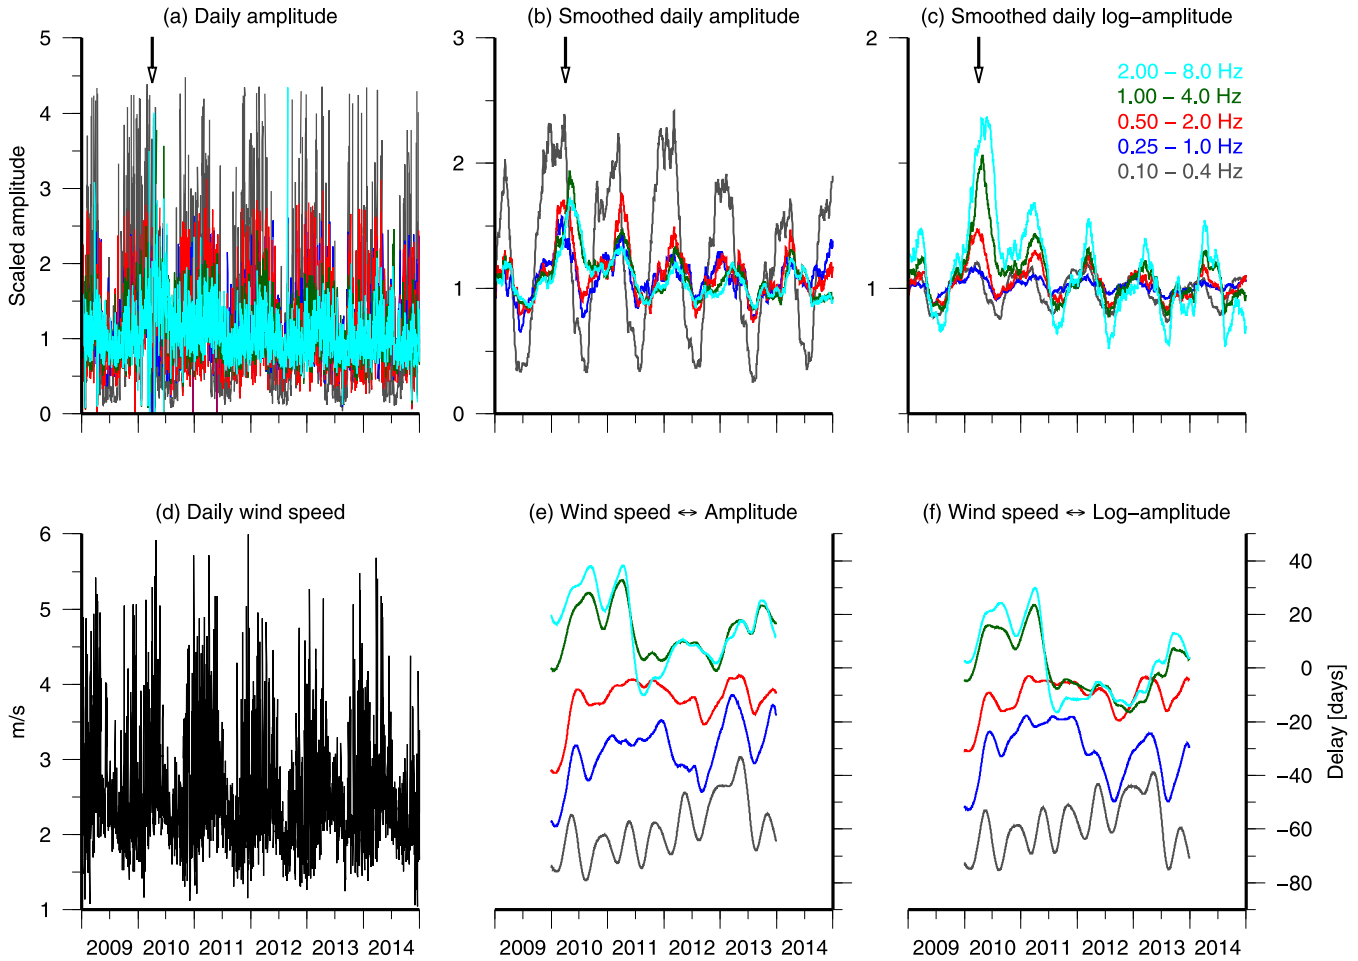 (a) Daily amplitude
(b) Smoothed daily amplitude
(c) Smoothed daily log−amplitude
5
4
3
2
1
0
Scaled amplitude
3
2
1
0
2
1
2.00 − 8.0 Hz
1.00 − 4.0 Hz
0.50 − 2.0 Hz
0.25 − 1.0 Hz
0.10 − 0.4 Hz
(d) Daily wind speed
(e) Wind speed ↔ Amplitude
(f) Wind speed ↔ Log−amplitude
6
5
4
3
2
1
m/s
40
20
0
−20
−40
−60
−80
Delay [days]
2009 2010 2011 2012 2013 2014
2009 2010 2011 2012 2013 2014
2009 2010 2011 2012 2013 2014